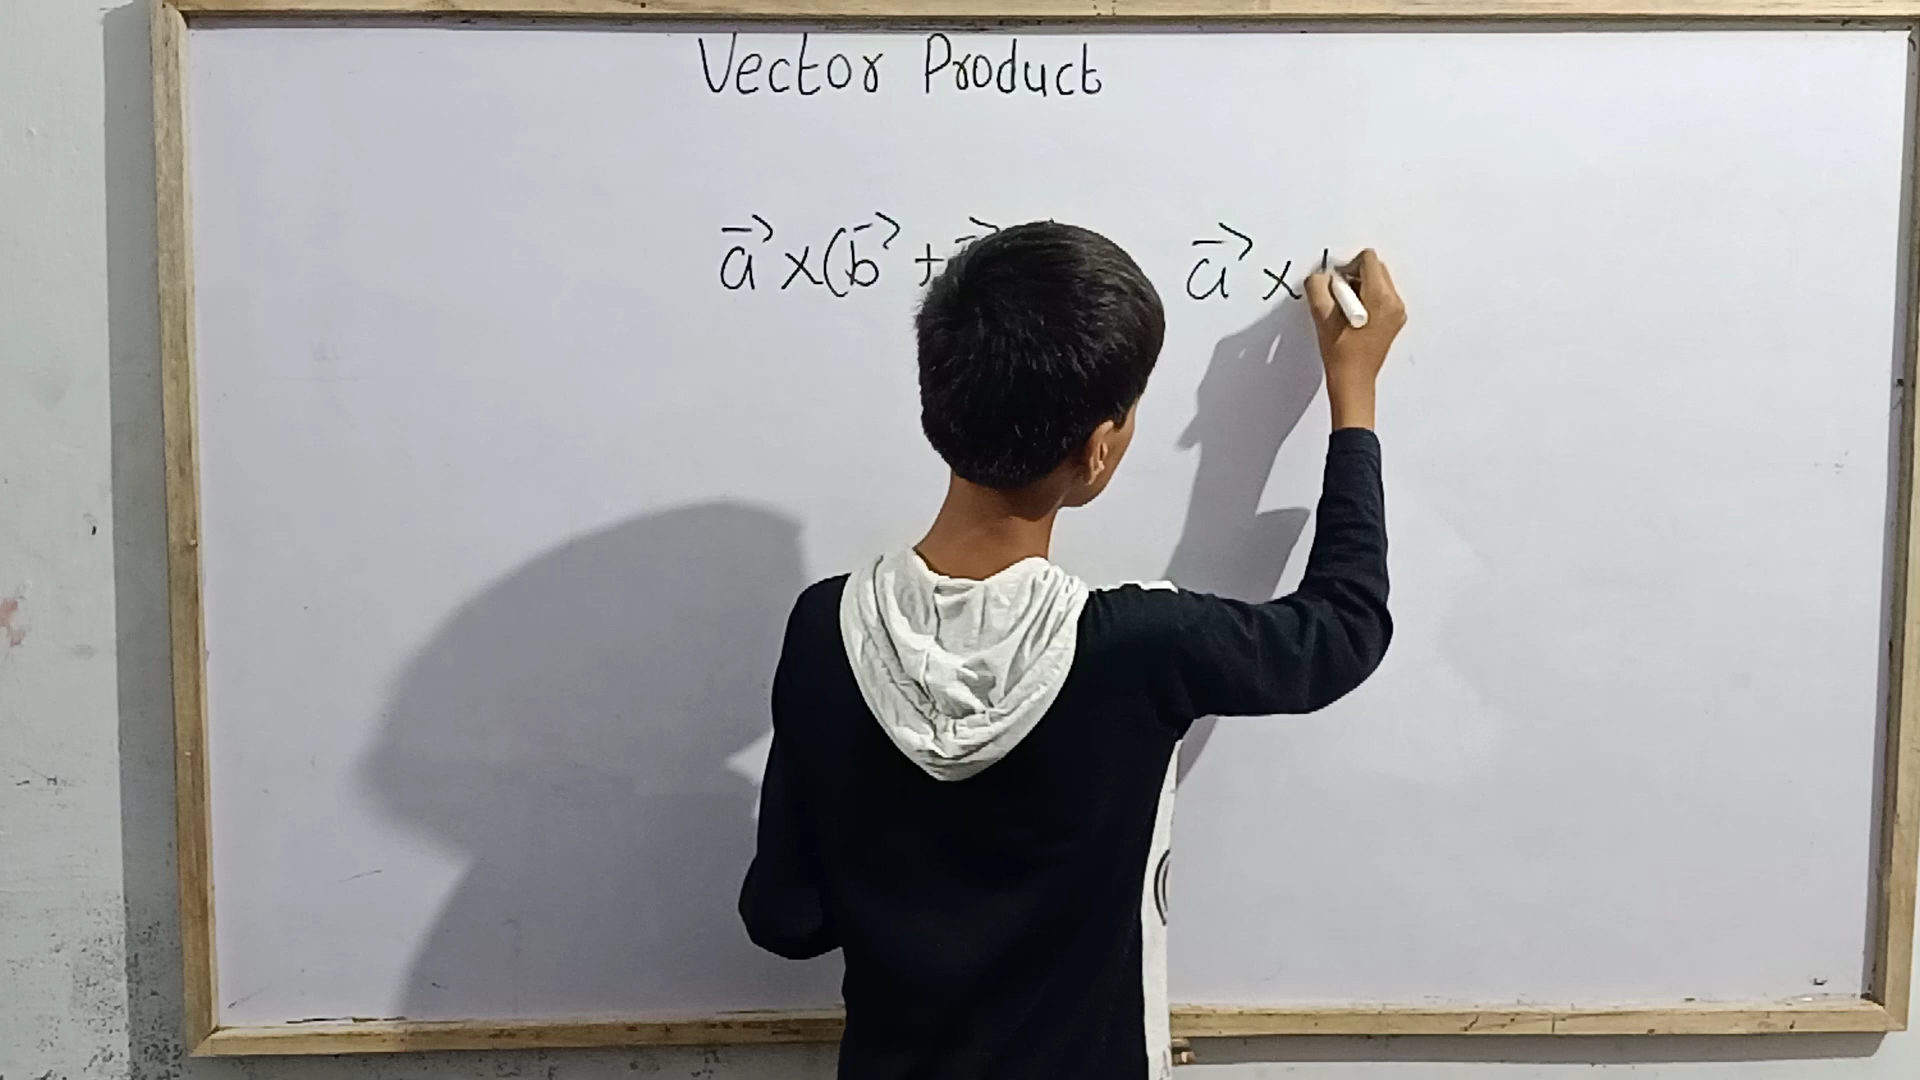 Vector Product
a⃗ ×(b⃗ + a⃗ ×